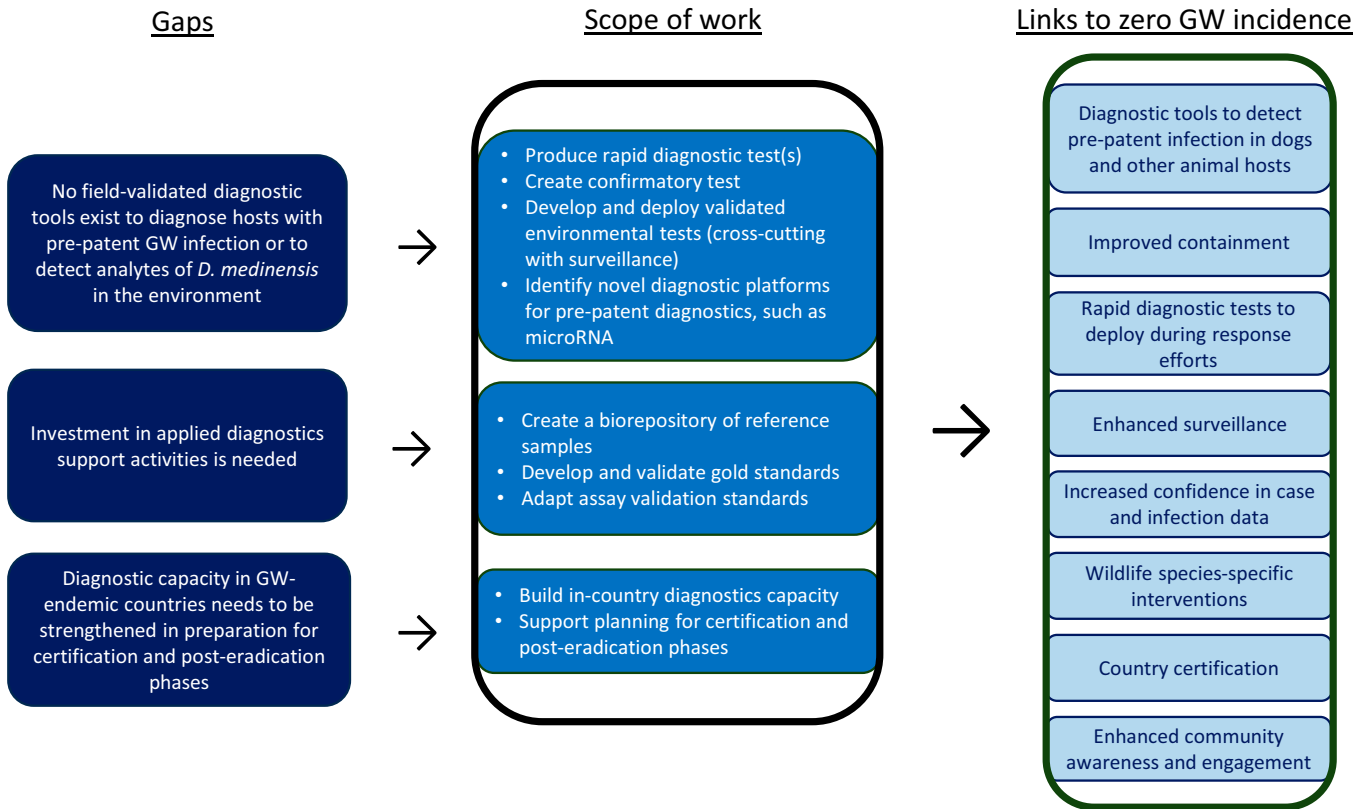 Gaps
No field-validated diagnostic
tools exist to diagnose hosts with
pre-patent GW infection or to
detect analytes of D. medinensis
in the environment
Investment in applied diagnostics
support activities is needed
Diagnostic capacity in GW-
endemic countries needs to be
strengthened in preparation for
certification and post-eradication
phases
Scope of work
• Produce rapid diagnostic test(s)
• Create confirmatory test
• Develop and deploy validated
environmental tests (cross-cutting
with surveillance)
• Identify novel diagnostic platforms
for pre-patent diagnostics, such as
microRNA
• Create a biorepository of reference
samples
• Develop and validate gold standards
• Adapt assay validation standards
• Build in-country diagnostics capacity
• Support planning for certification and
post-eradication phases
Links to zero GW incidence
Diagnostic tools to detect
pre-patent infection in dogs
and other animal hosts
Improved containment
Rapid diagnostic tests to
deploy during response
efforts
Enhanced surveillance
Increased confidence in case
and infection data
Wildlife species-specific
interventions
Country certification
Enhanced community
awareness and engagement